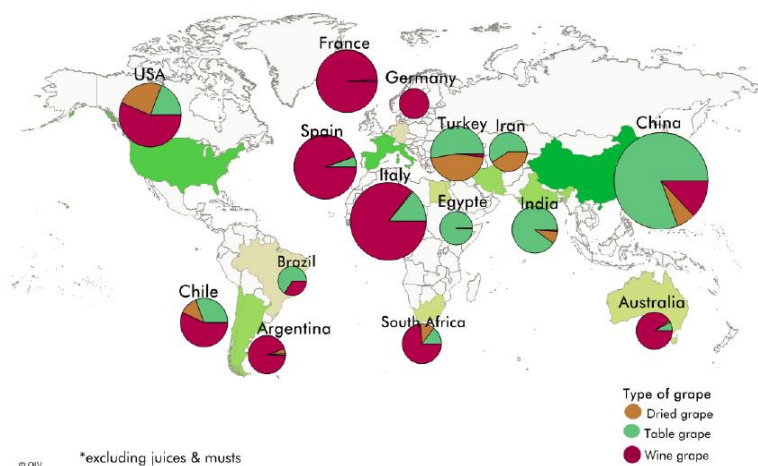 France
USA
Germany
Turkey
Iran
China
Spain
Italy
Egypte
India
Brazil
Chile
Argentina
South Africa
Australia
Type of grape
Dried grape
Table grape
Wine grape
*excluding juices & musts
© OIV